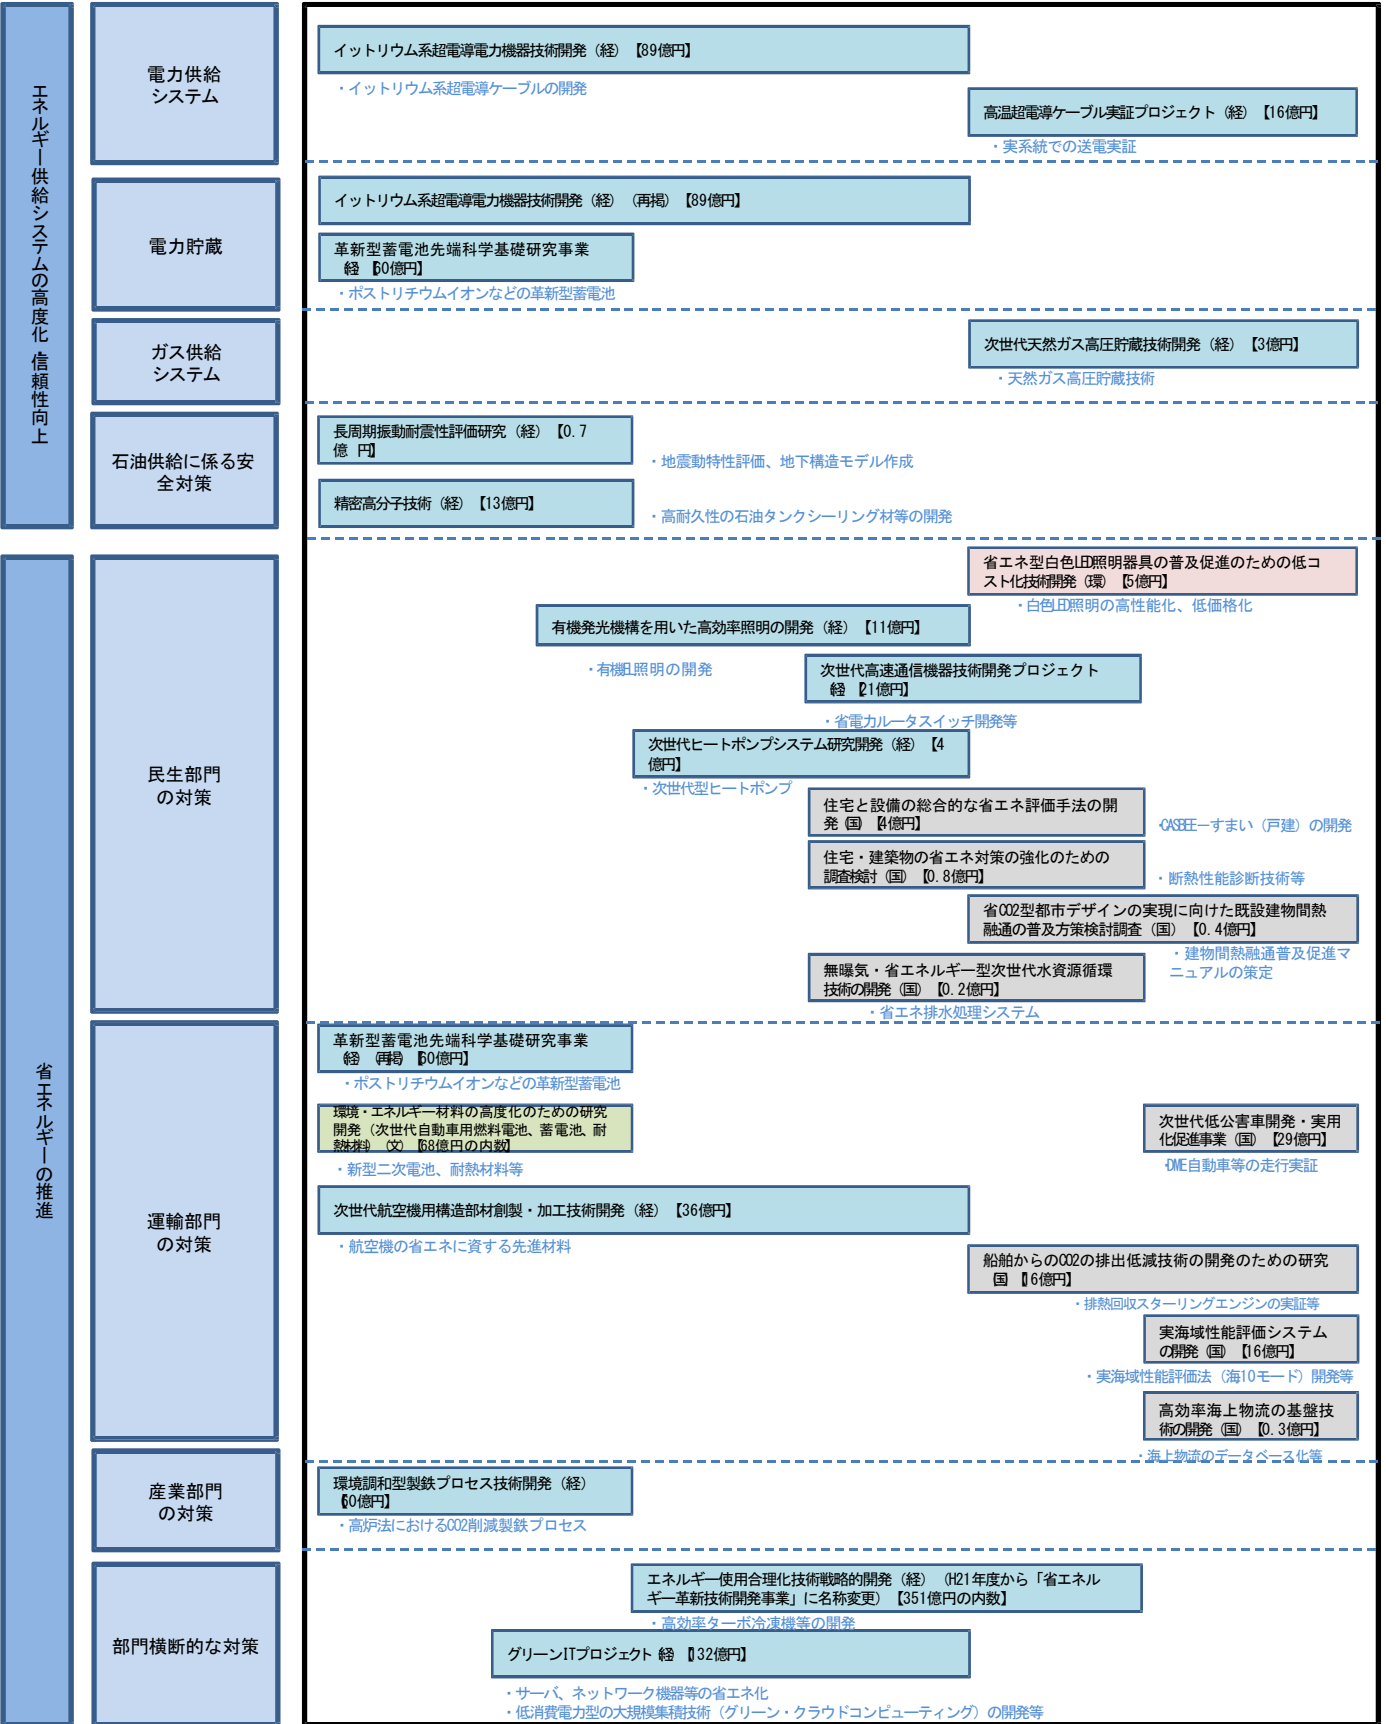 エネルギー供給システムの高度化・信頼性向上
電力供給
システム
イットリウム系超電導電力機器技術開発（経）【89億円】
・イットリウム系超電導ケーブルの開発
高温超電導ケーブル実証プロジェクト（経）【16億円】
・実系統での送電実証
電力貯蔵
イットリウム系超電導電力機器技術開発（経）（再掲）【89億円】
革新型蓄電池先端科学基礎研究事業
（経）【60億円】
・ポストリチウムイオンなどの革新型蓄電池
ガス供給
システム
次世代天然ガス高圧貯蔵技術開発（経）【3億円】
・天然ガス高圧貯蔵技術
石油供給に係る安
全対策
長周期振動耐震性評価研究（経）【0.7
億 円】
・地震動特性評価、地下構造モデル作成
精密高分子技術（経）【13億円】
・高耐久性の石油タンクシーリング材等の開発
省エネルギーの推進
民生部門
の対策
省エネ型白色LED照明器具の普及促進のための低コ
スト化技術開発（環）【5億円】
・白色LED照明の高性能化、低価格化
有機発光機構を用いた高効率照明の開発（経）【11億円】
・有機EL照明の開発
次世代高速通信機器技術開発プロジェクト
（経）【21億円】
・省電力ルータスイッチ開発等
次世代ヒートポンプシステム研究開発（経）【4
億円】
・次世代型ヒートポンプ
住宅と設備の総合的な省エネ評価手法の開
発（国）【4億円】
・CASBEE－すまい（戸建）の開発
住宅・建築物の省エネ対策の強化のための
調査検討（国）【0.8億円】
・断熱性能診断技術等
省CO2型都市デザインの実現に向けた既設建物間熱
融通の普及方策検討調査（国）【0.4億円】
・建物間熱融通普及促進マ
ニュアルの策定
無曝気・省エネルギー型次世代水資源循環
技術の開発（国）【0.2億円】
・省エネ排水処理システム
運輸部門
の対策
革新型蓄電池先端科学基礎研究事業
（経）（再掲）【60億円】
・ポストリチウムイオンなどの革新型蓄電池
環境・エネルギー材料の高度化のための研究
開発（次世代自動車用燃料電池、蓄電池、耐
熱材料）（文）【68億円の内数】
・新型二次電池、耐熱材料等
次世代低公害車開発・実用
化促進事業（国）【29億円】
・DME自動車等の走行実証
次世代航空機用構造部材創製・加工技術開発（経）【36億円】
・航空機の省エネに資する先進材料
船舶からのCO2の排出低減技術の開発のための研究
（国）【16億円】
・排熱回収スターリングエンジンの実証等
実海域性能評価システム
の開発（国）【16億円】
・実海域性能評価法（海10モード）開発等
高効率海上物流の基盤技
術の開発（国）【0.3億円】
・海上物流のデータベース化等
産業部門
の対策
環境調和型製鉄プロセス技術開発（経）
【60億円】
・高炉法におけるCO2削減製鉄プロセス
部門横断的な対策
エネルギー使用合理化技術戦略的開発（経）（H21年度から「省エネル
ギー革新技術開発事業」に名称変更）【351億円の内数】
・高効率ターボ冷凍機等の開発
グリーンITプロジェクト（経）【132億円】
・サーバ、ネットワーク機器等の省エネ化
・低消費電力型の大規模集積技術（グリーン・クラウドコンピューティング）の開発等